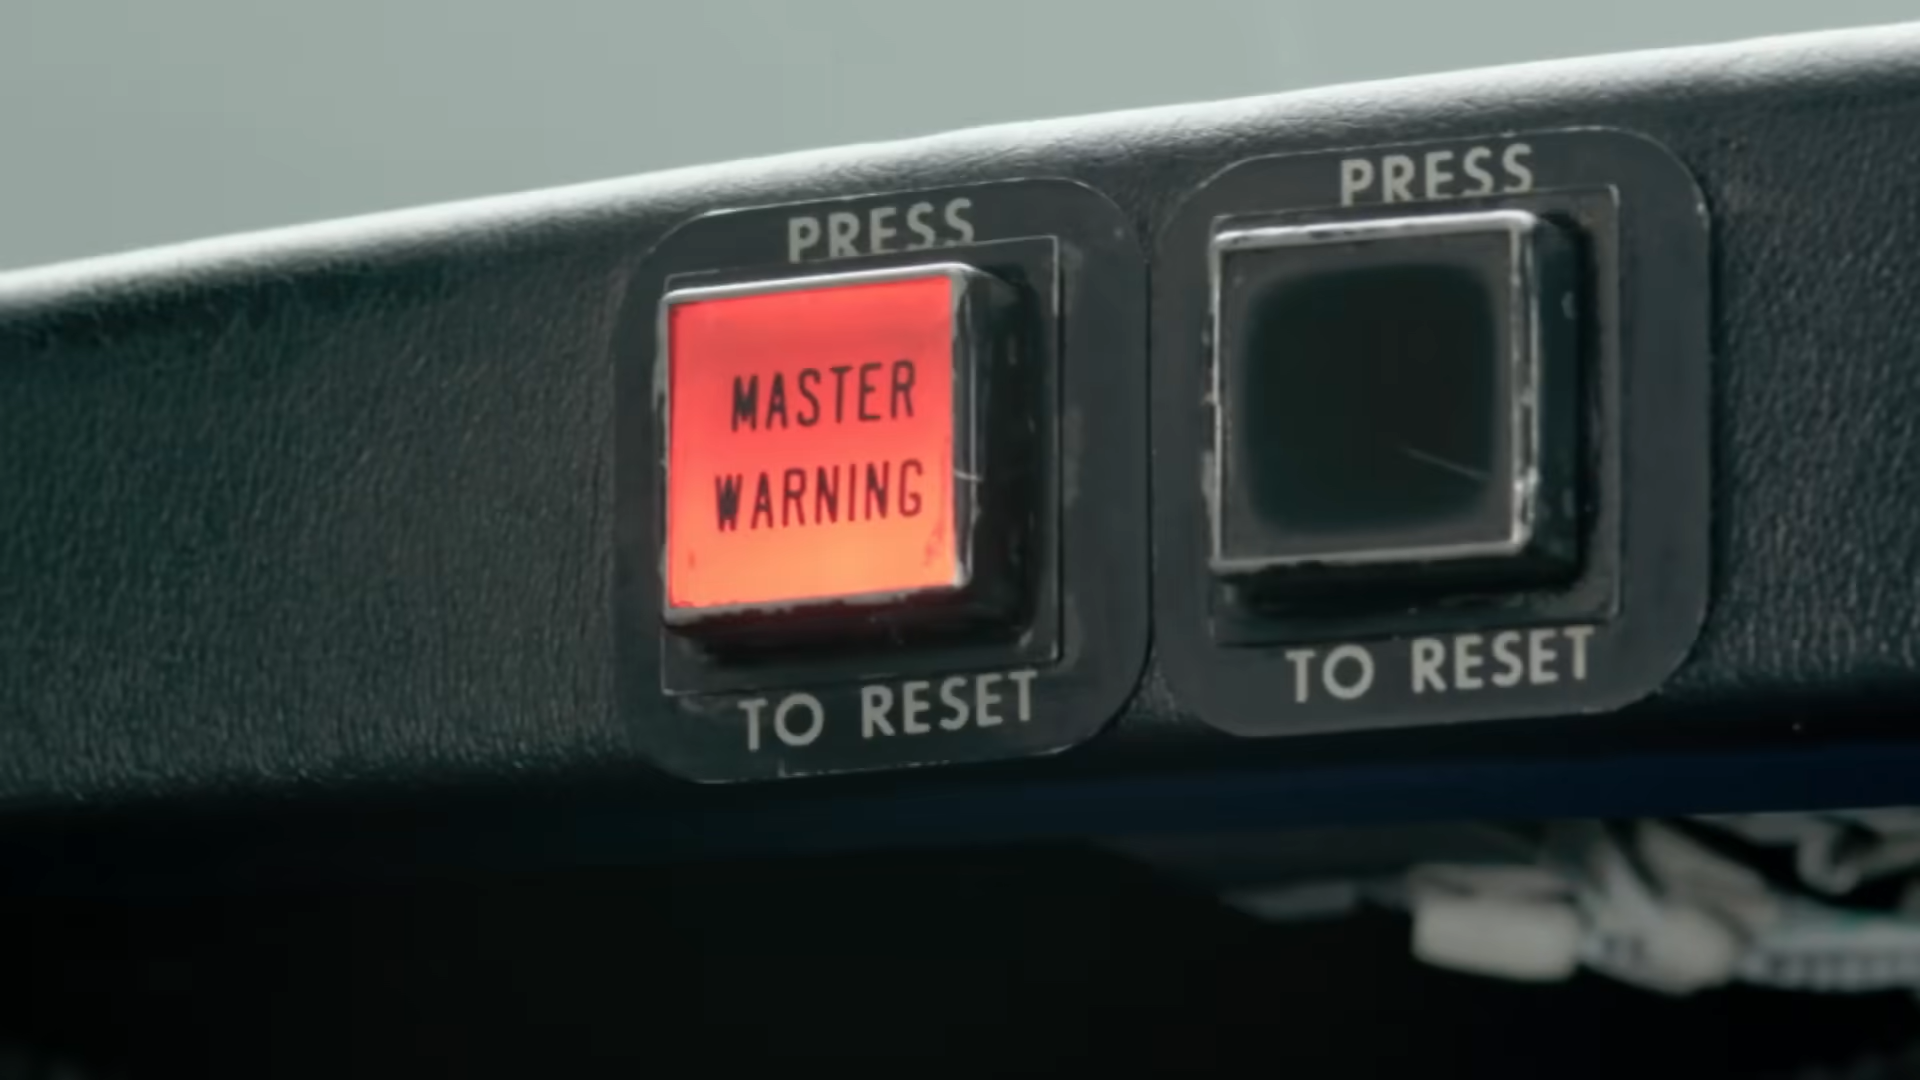 PRESS
MASTER
WARNING
TO RESET
PRESS
TO RESET